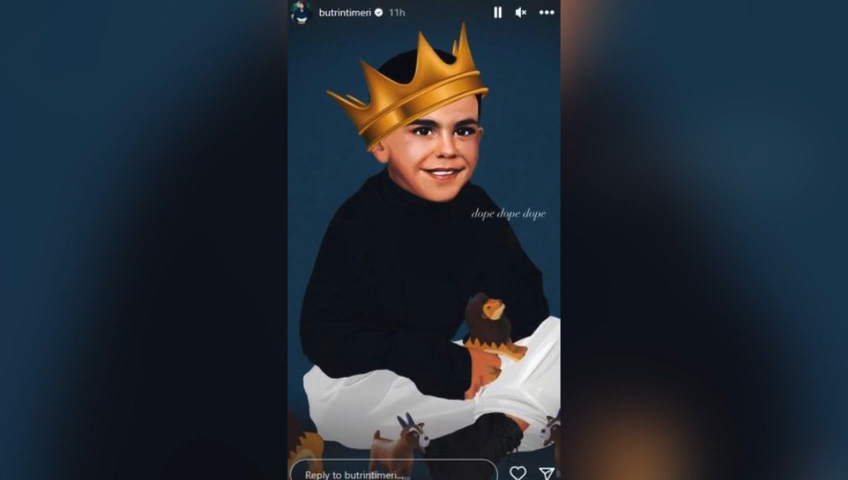 butrintimeri 11h
dope dope dope
Reply to butrintimeri...